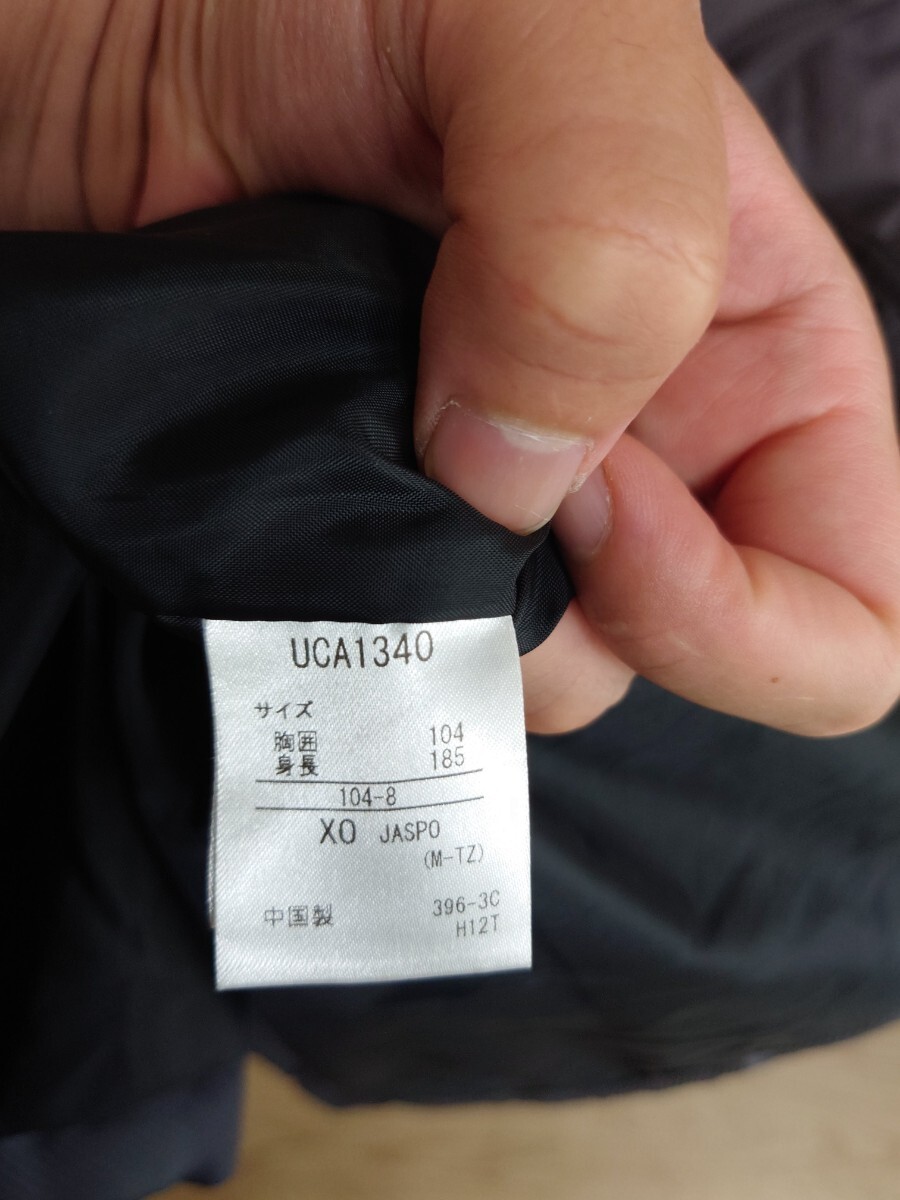 UCA1340
サイズ
胸囲 104
身長 185
104-8
XO JASPO
(M-TZ)
中国製 396-3C
H12T